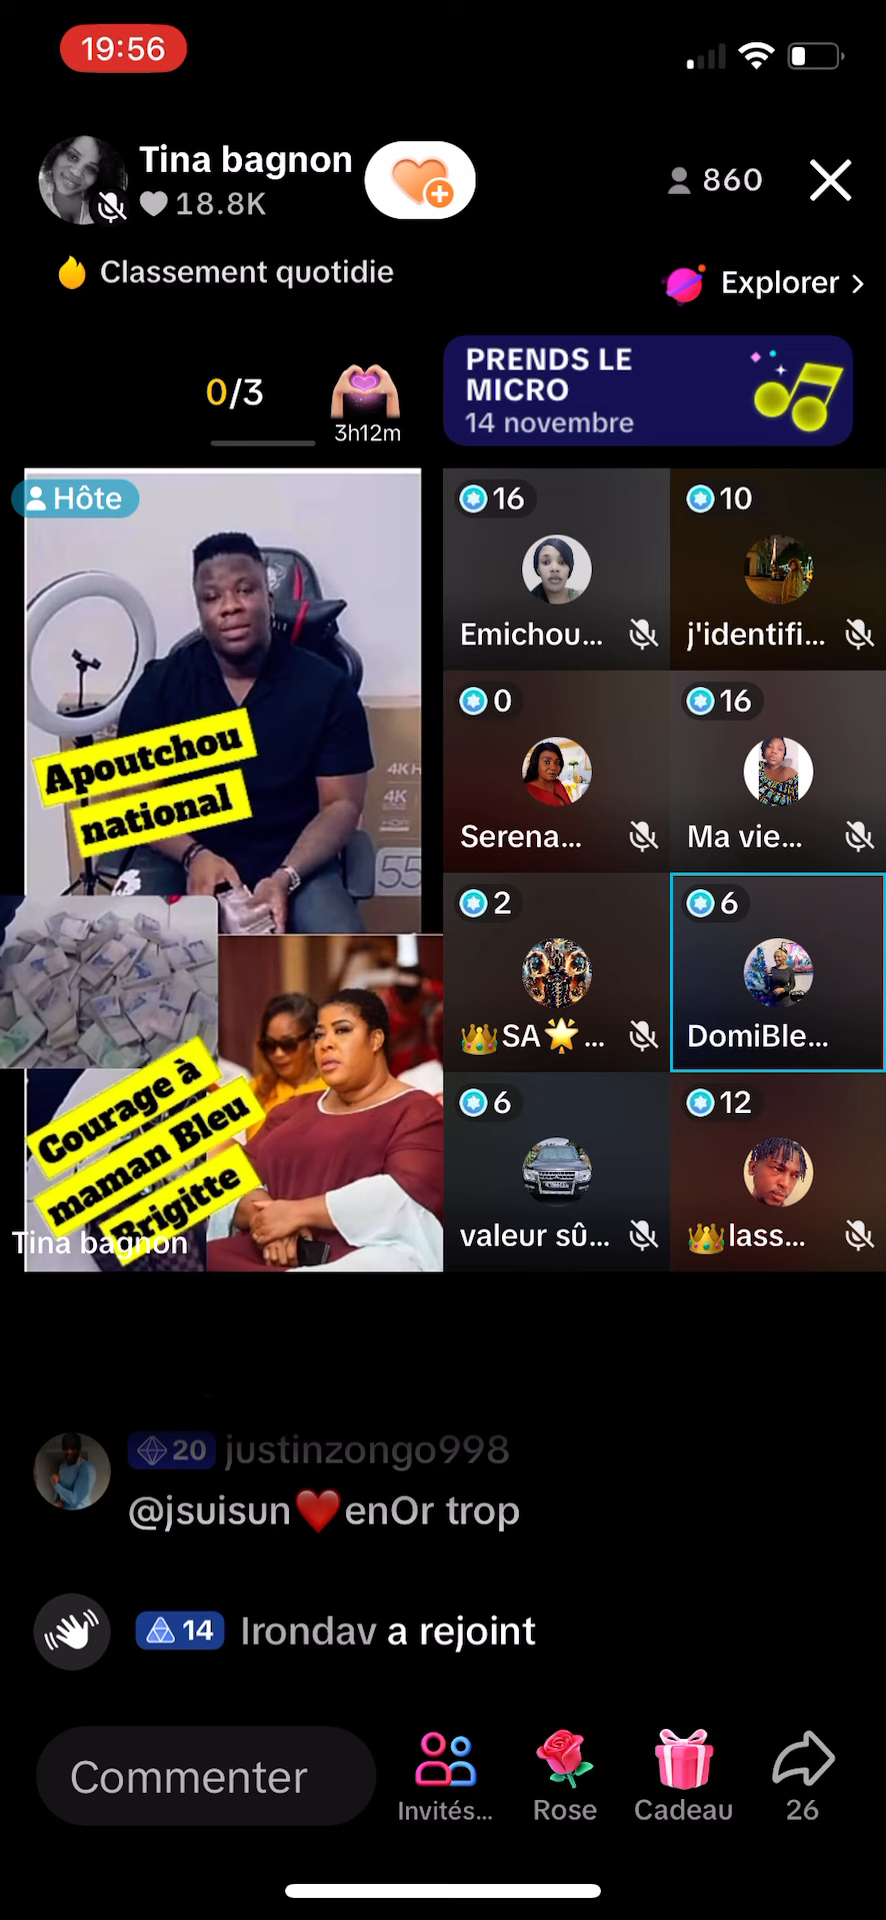 19:56
Tina bagnon
18.8K
860
Classement quotidie
Explorer >
0/3
3h12m
PRENDS LE
MICRO
14 novembre
Hôte
Apoutchou
national
4K
4K
HDR
55
Courage à
maman Bleu
Brigitte
Tina bagnon
16
Emichou...
10
j'identifi...
0
Serena...
16
Ma vie...
2
👑SA🌟...
6
DomiBle...
6
valeur sû...
12
👑lass...
20 justinzongo998
@jsuisun❤️enOr trop
14 Irondav a rejoint
Commenter
Invités...
Rose
Cadeau
26